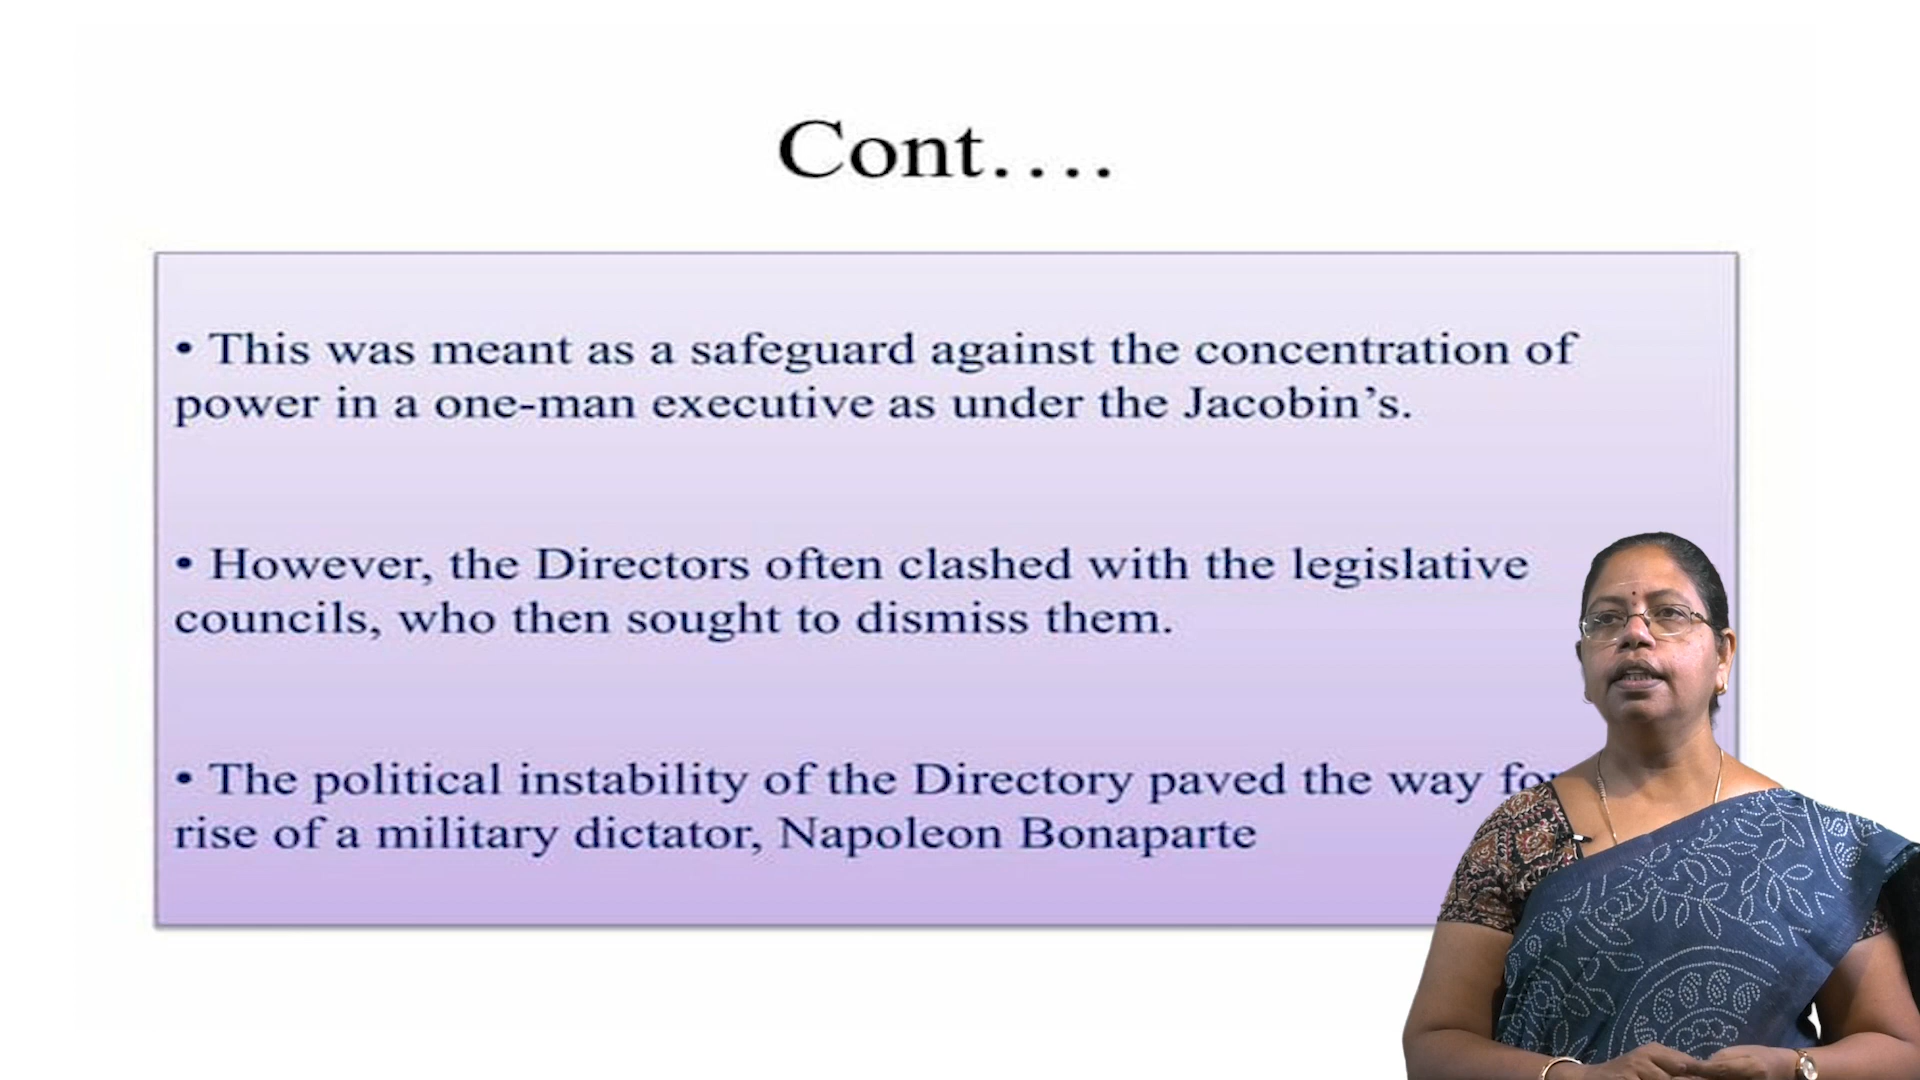 Cont....
• This was meant as a safeguard against the concentration of
power in a one-man executive as under the Jacobin’s.
• However, the Directors often clashed with the legislative
councils, who then sought to dismiss them.
• The political instability of the Directory paved the way
rise of a military dictator, Napoleon Bonaparte